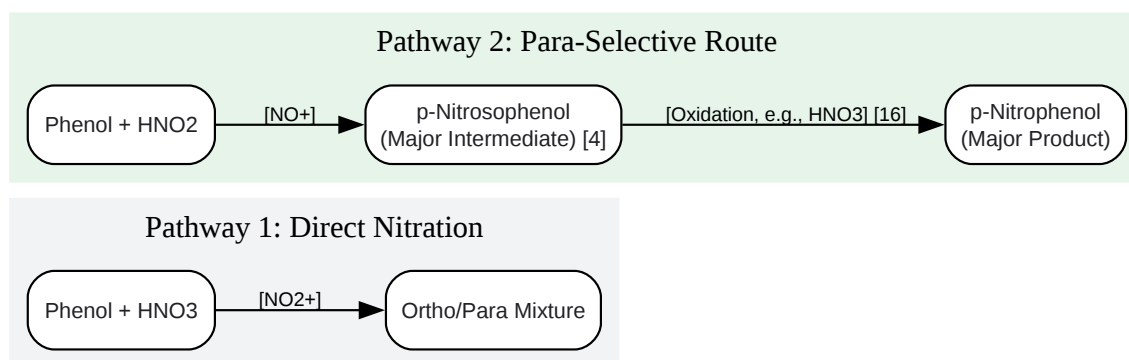 Pathway 2: Para-Selective Route
Phenol + HNO2
[NO+]
p-Nitrosophenol
(Major Intermediate) [4]
[Oxidation, e.g., HNO3] [16]
p-Nitrophenol
(Major Product)
Pathway 1: Direct Nitration
Phenol + HNO3
[NO2+]
Ortho/Para Mixture